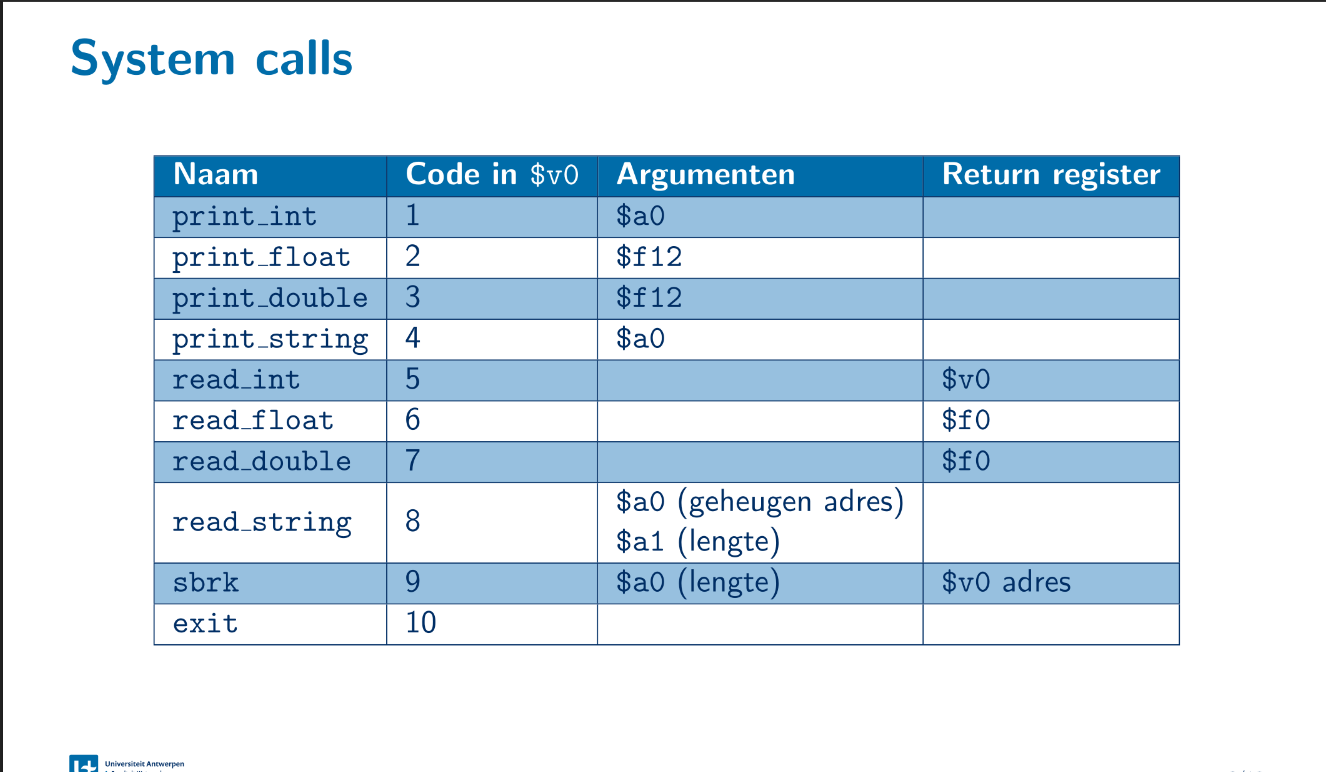 System calls
Naam Code in $v0 Argumenten Return register
print_int 1 $a0
print_float 2 $f12
print_double 3 $f12
print_string 4 $a0
read_int 5 $v0
read_float 6 $f0
read_double 7 $f0
read_string 8 $a0 (geheugen adres)
$a1 (lengte)
sbrk 9 $a0 (lengte) $v0 adres
exit 10
Universiteit Antwerpen